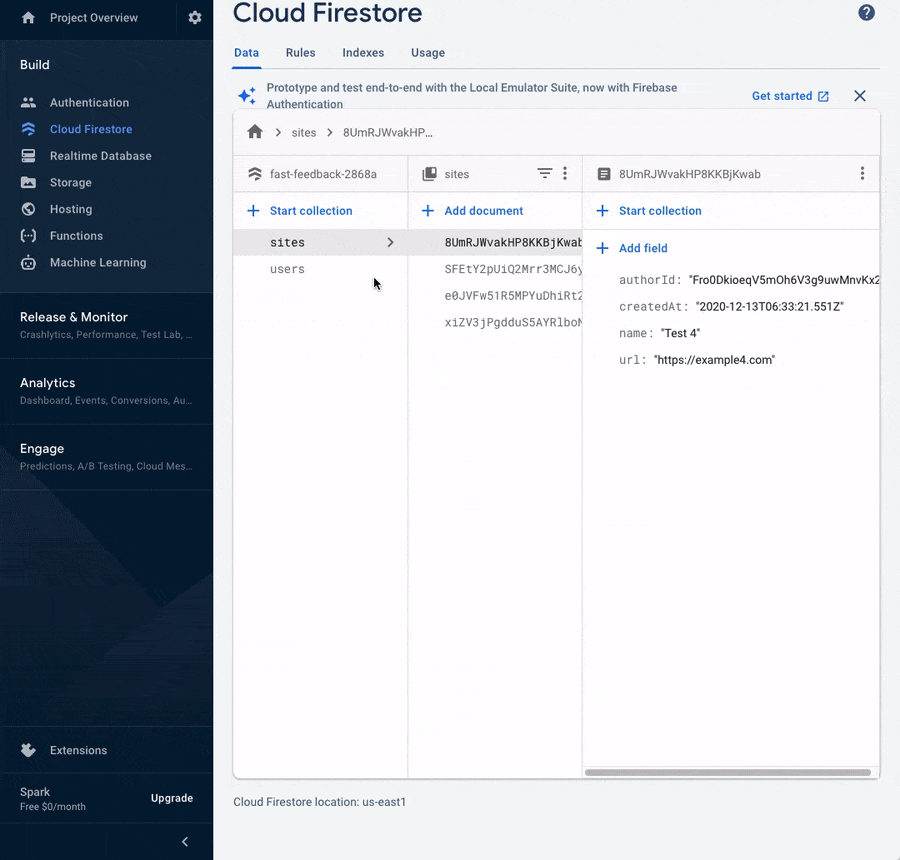 Project Overview
Build
Authentication
Cloud Firestore
Realtime Database
Storage
Hosting
Functions
Machine Learning
Release & Monitor
Crashlytics, Performance, Test Lab, ...
Analytics
Dashboard, Events, Conversions, Au...
Engage
Predictions, A/B Testing, Cloud Mes...
Extensions
Spark
Free $0/month
Upgrade
Cloud Firestore
?
Data Rules Indexes Usage
Prototype and test end-to-end with the Local Emulator Suite, now with Firebase
Authentication
Get started
sites 8UmRJWvakHP...
fast-feedback-2868a
Start collection
sites
users
sites
Add document
8UmRJWvakHP8KKBjKwab
SFEtY2pUiQ2Mrr3MCJ6y
e0JVFw51R5MPYuDhiRt2
xiZV3jPgdduS5AYRlboN
8UmRJWvakHP8KKBjKwab
Start collection
Add field
authorId: "Fro0DkioeqV5mOh6V3g9uwMnvKx2
createdAt: "2020-12-13T06:33:21.551Z"
name: "Test 4"
url: "https://example4.com"
Cloud Firestore location: us-east1